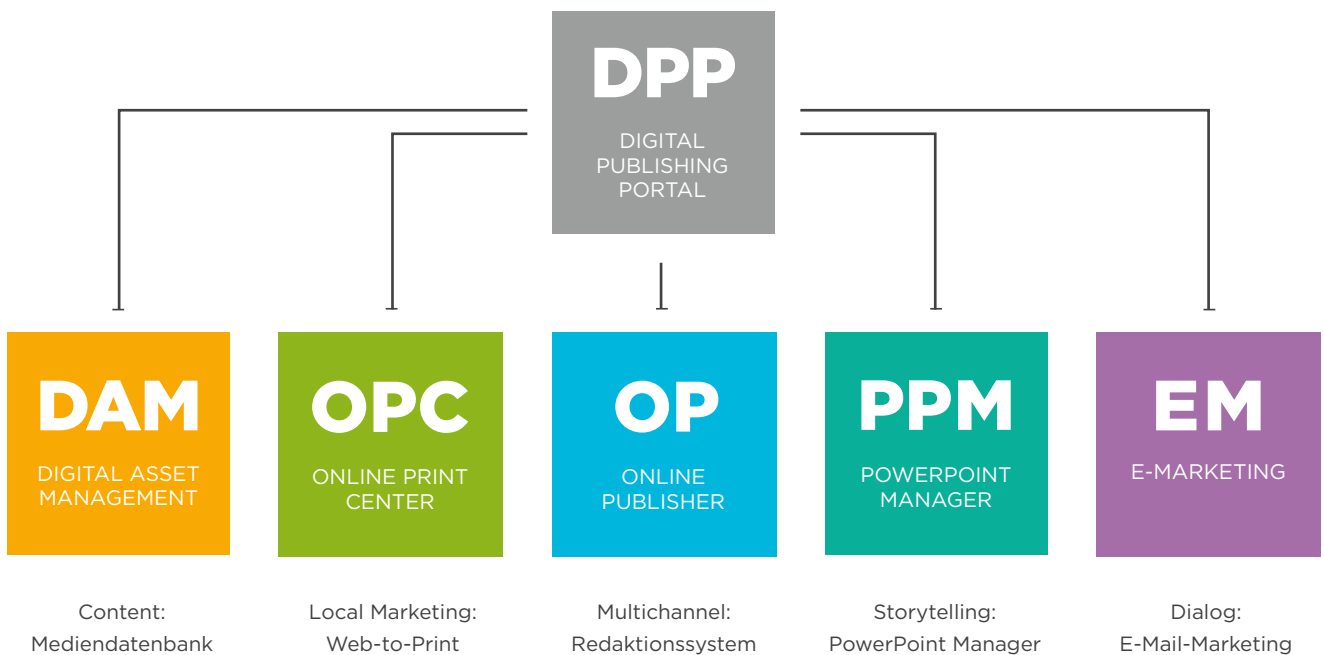 DPP
DIGITAL
PUBLISHING
PORTAL
DAM
DIGITAL ASSET
MANAGEMENT
Content:
Mediendatenbank
OPC
ONLINE PRINT
CENTER
Local Marketing:
Web-to-Print
OP
ONLINE
PUBLISHER
Multichannel:
Redaktionssystem
PPM
POWERPOINT
MANAGER
Storytelling:
PowerPoint Manager
EM
E-MARKETING
Dialog:
E-Mail-Marketing